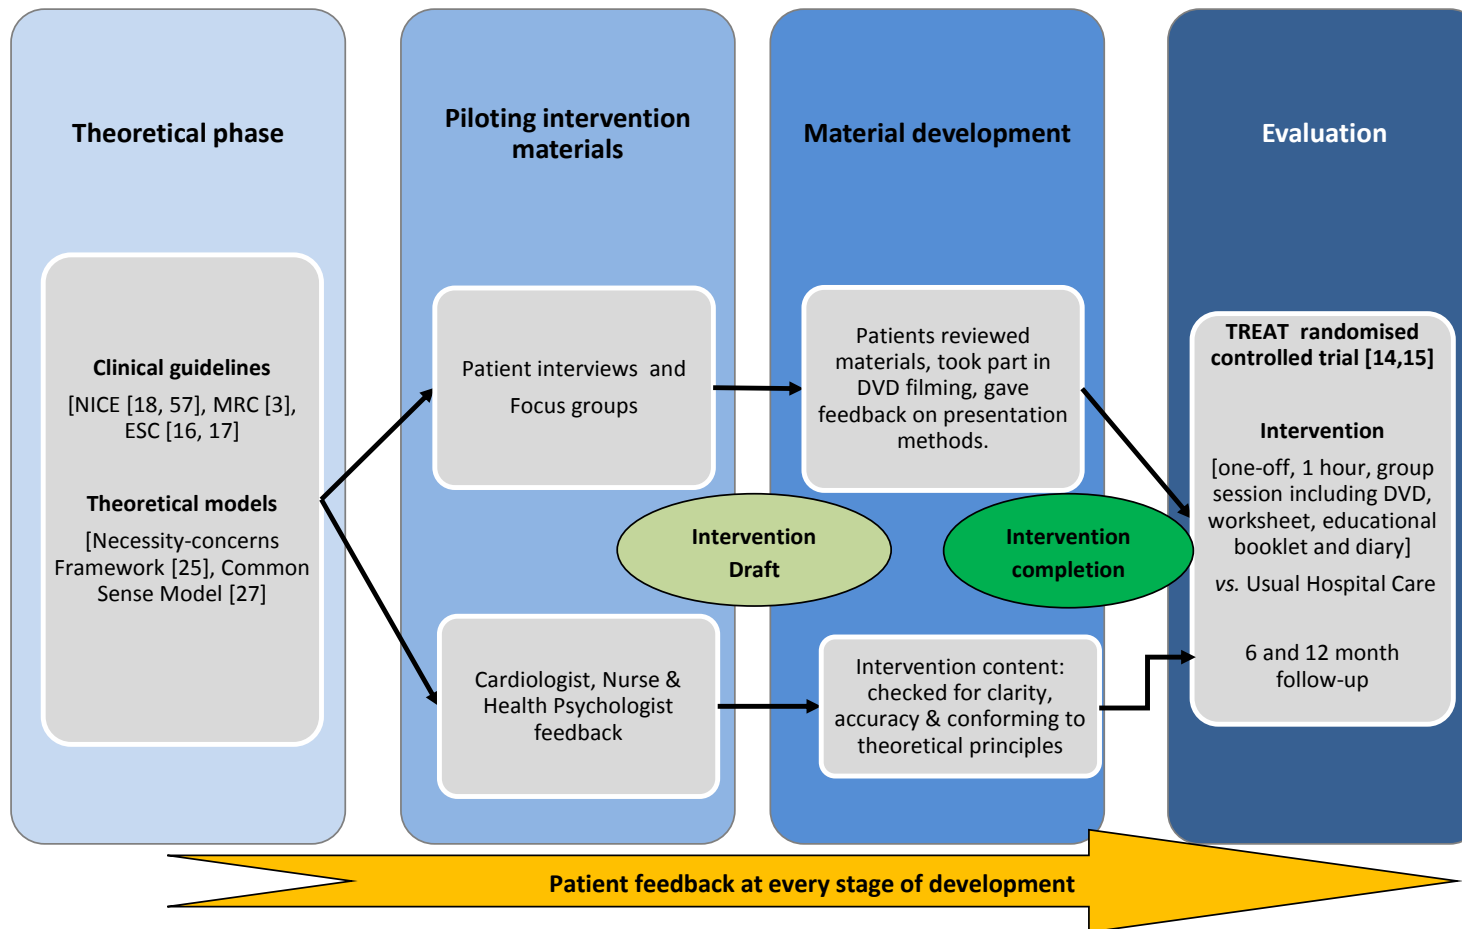 Theoretical phase
Clinical guidelines
[NICE [18, 57], MRC [3],
ESC [16, 17]
Theoretical models
[Necessity-concerns
Framework [25], Common
Sense Model [27]
Piloting intervention
materials
Patient interviews and
Focus groups
Cardiologist, Nurse &
Health Psychologist
feedback
Intervention
Draft
Material development
Patients reviewed
materials, took part in
DVD filming, gave
feedback on presentation
methods.
Intervention
completion
Intervention content:
checked for clarity,
accuracy & conforming to
theoretical principles
Evaluation
TREAT randomised
controlled trial [14,15]
Intervention
[one-off, 1 hour, group
session including DVD,
worksheet, educational
booklet and diary]
vs. Usual Hospital Care
6 and 12 month
follow-up
Patient feedback at every stage of development